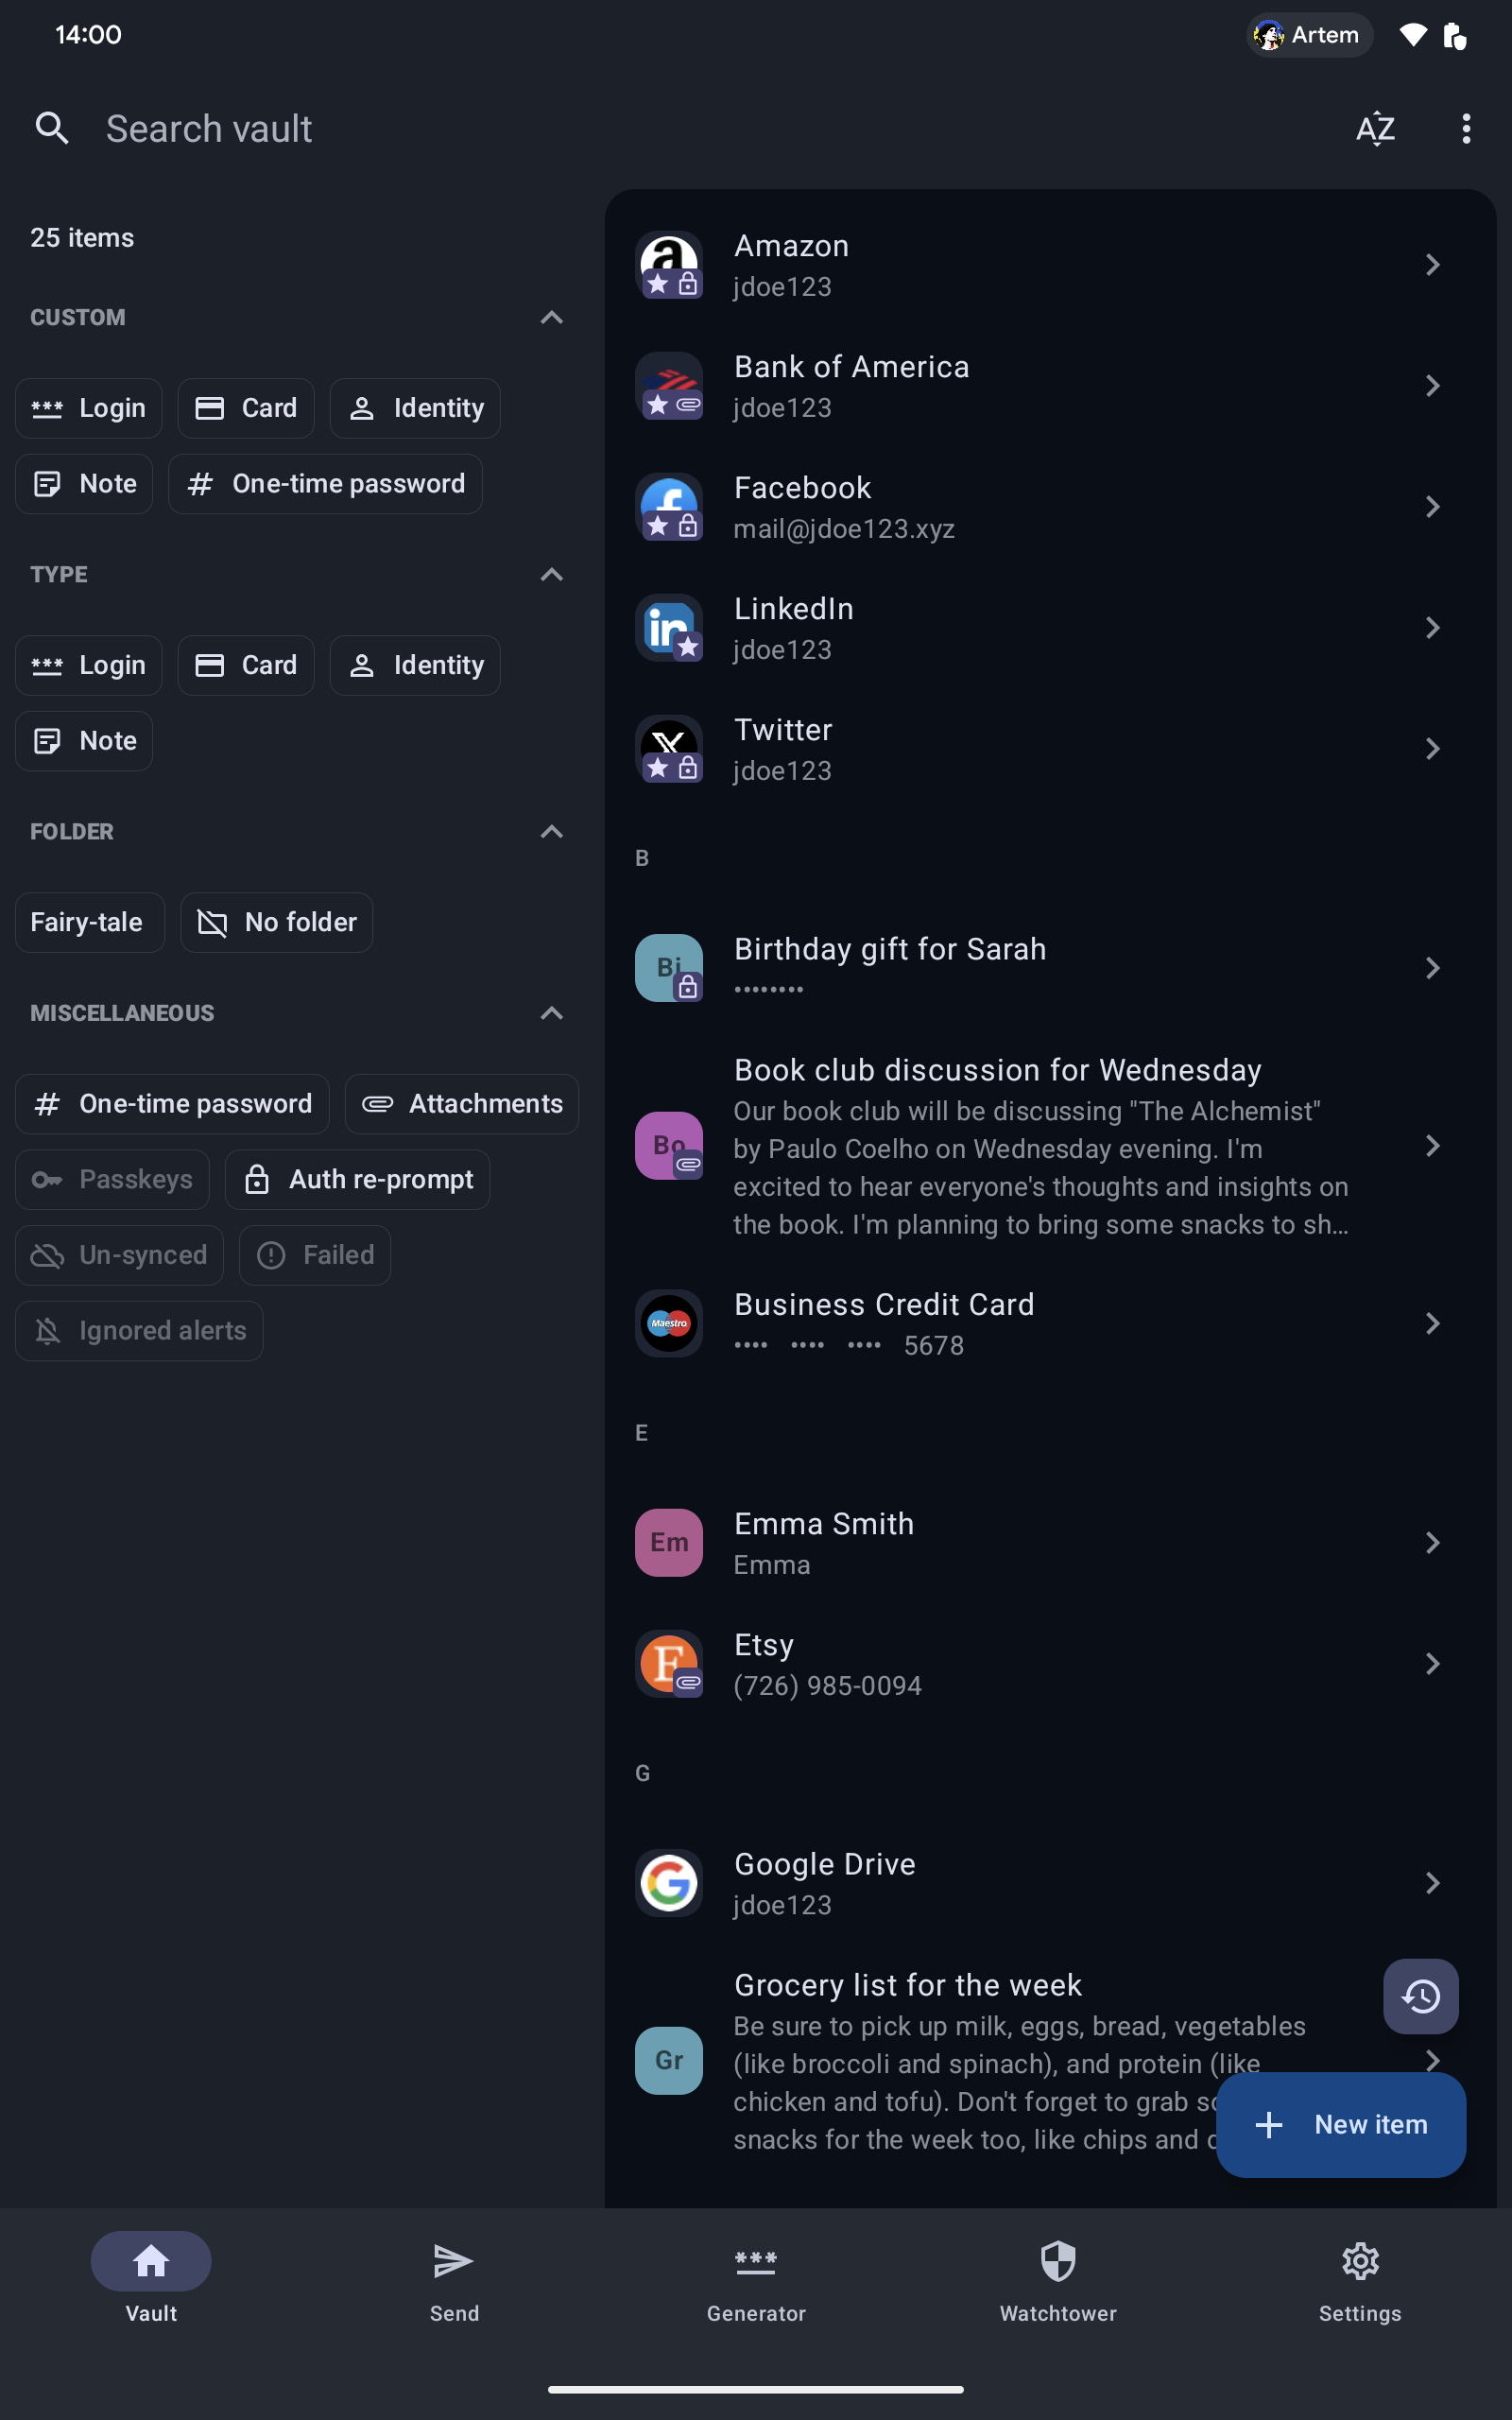 14:00
Artem
Search vault
AZ
25 items
CUSTOM
*** Login
Card
Identity
Note
# One-time password
TYPE
*** Login
Card
Identity
Note
FOLDER
Fairy-tale
No folder
MISCELLANEOUS
# One-time password
Attachments
Passkeys
Auth re-prompt
Un-synced
Failed
Ignored alerts
a
Amazon
jdoe123
Bank of America
jdoe123
f
Facebook
mail@jdoe123.xyz
in
LinkedIn
jdoe123
X
Twitter
jdoe123
B
Bi
Birthday gift for Sarah
••••••••
Bo
Book club discussion for Wednesday
Our book club will be discussing "The Alchemist"
by Paulo Coelho on Wednesday evening. I'm
excited to hear everyone's thoughts and insights on
the book. I'm planning to bring some snacks to sh…
Maestro
Business Credit Card
•••• •••• •••• 5678
E
Em
Emma Smith
Emma
E
Etsy
(726) 985-0094
G
G
Google Drive
jdoe123
Gr
Grocery list for the week
Be sure to pick up milk, eggs, bread, vegetables
(like broccoli and spinach), and protein (like
chicken and tofu). Don't forget to grab
snacks for the week too, like chips and
New item
Vault
Send
Generator
Watchtower
Settings